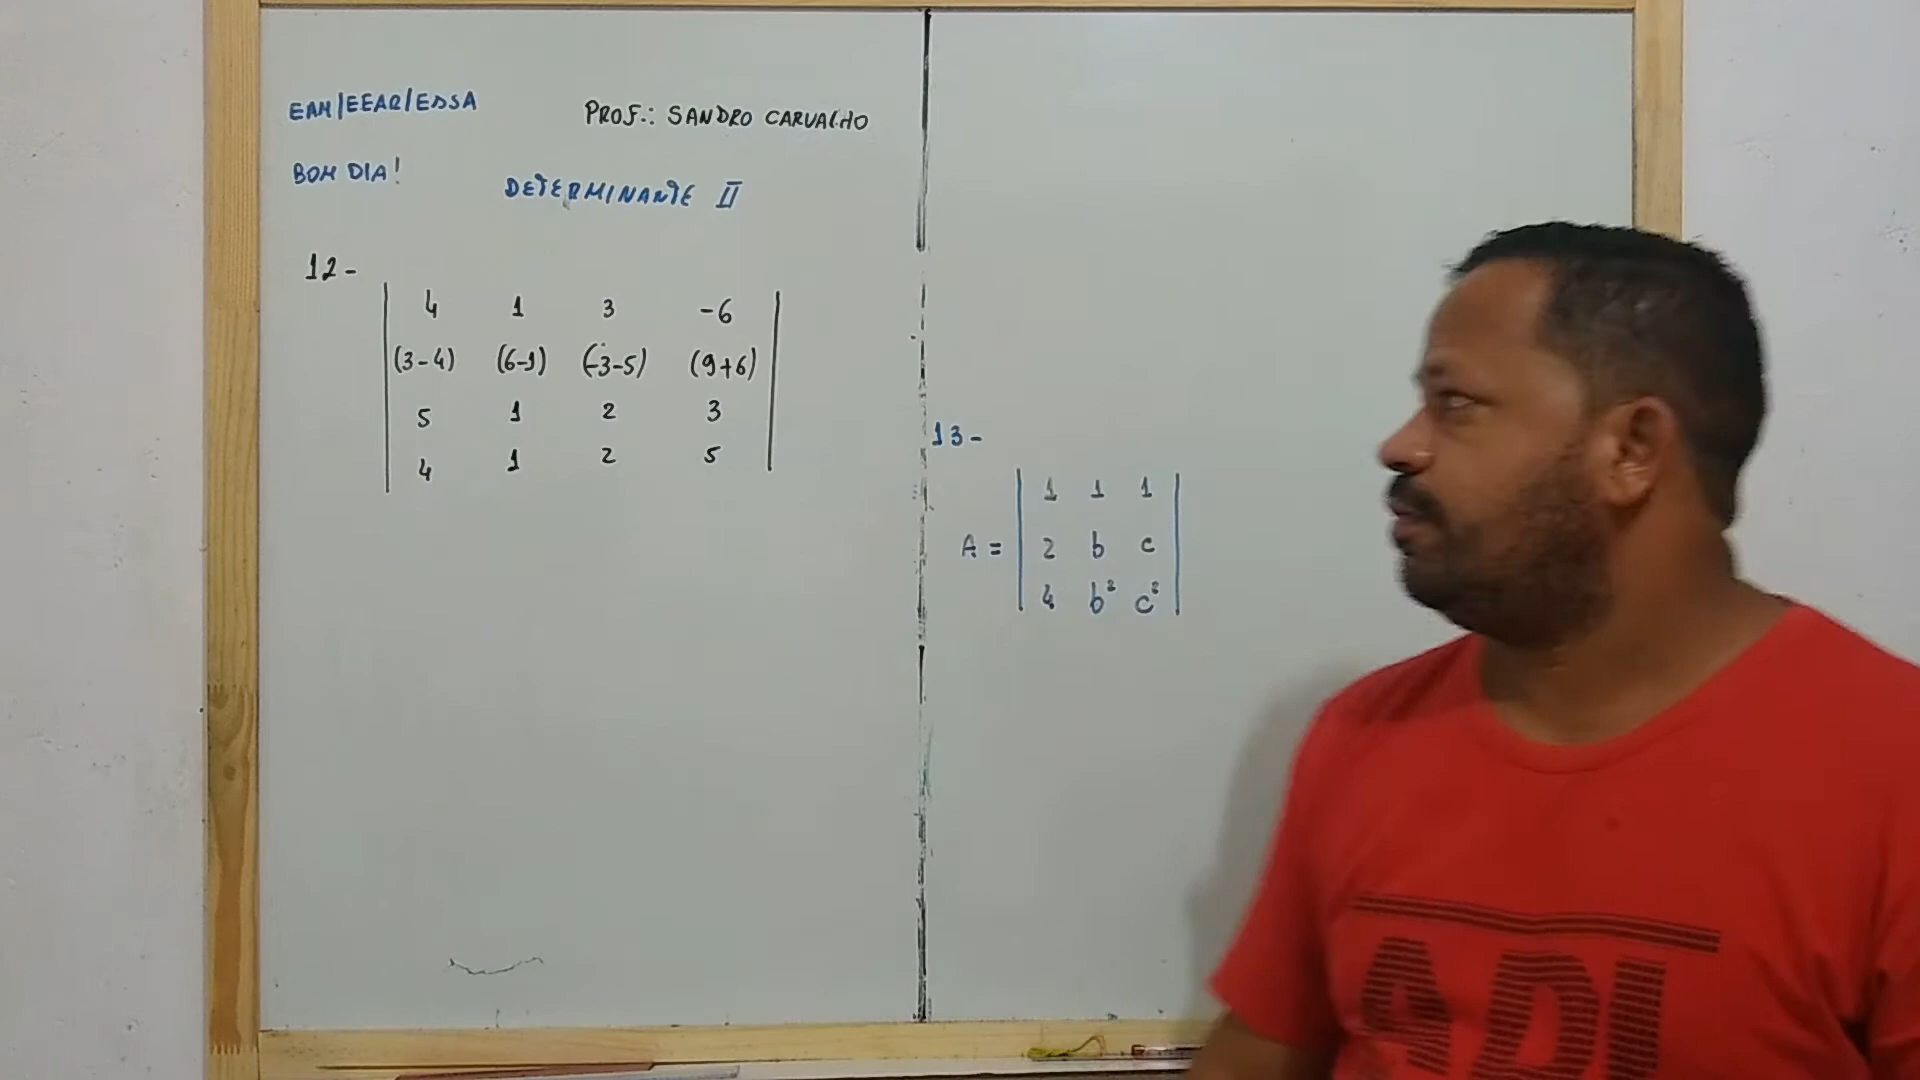 EAM/EEAR/ESSA
PROF.: SANDRO CARVALHO
BOM DIA!
DETERMINANTE II
12-
4 1 3 -6
(3-4) (6-1) (-3-5) (9+6)
5 1 2 3
4 1 2 5
13-
1 1 1
A = 2 b c
4 b² c²